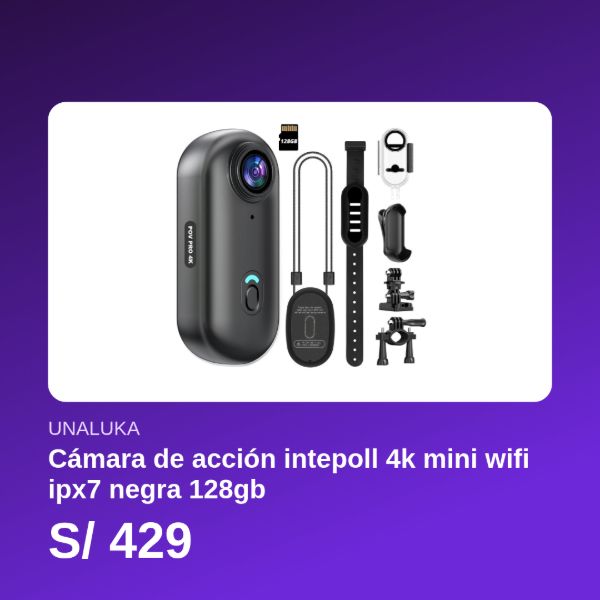 128GB
POV PRO 4K
UNALUKA
Cámara de acción intepoll 4k mini wifi
ipx7 negra 128gb
S/ 429